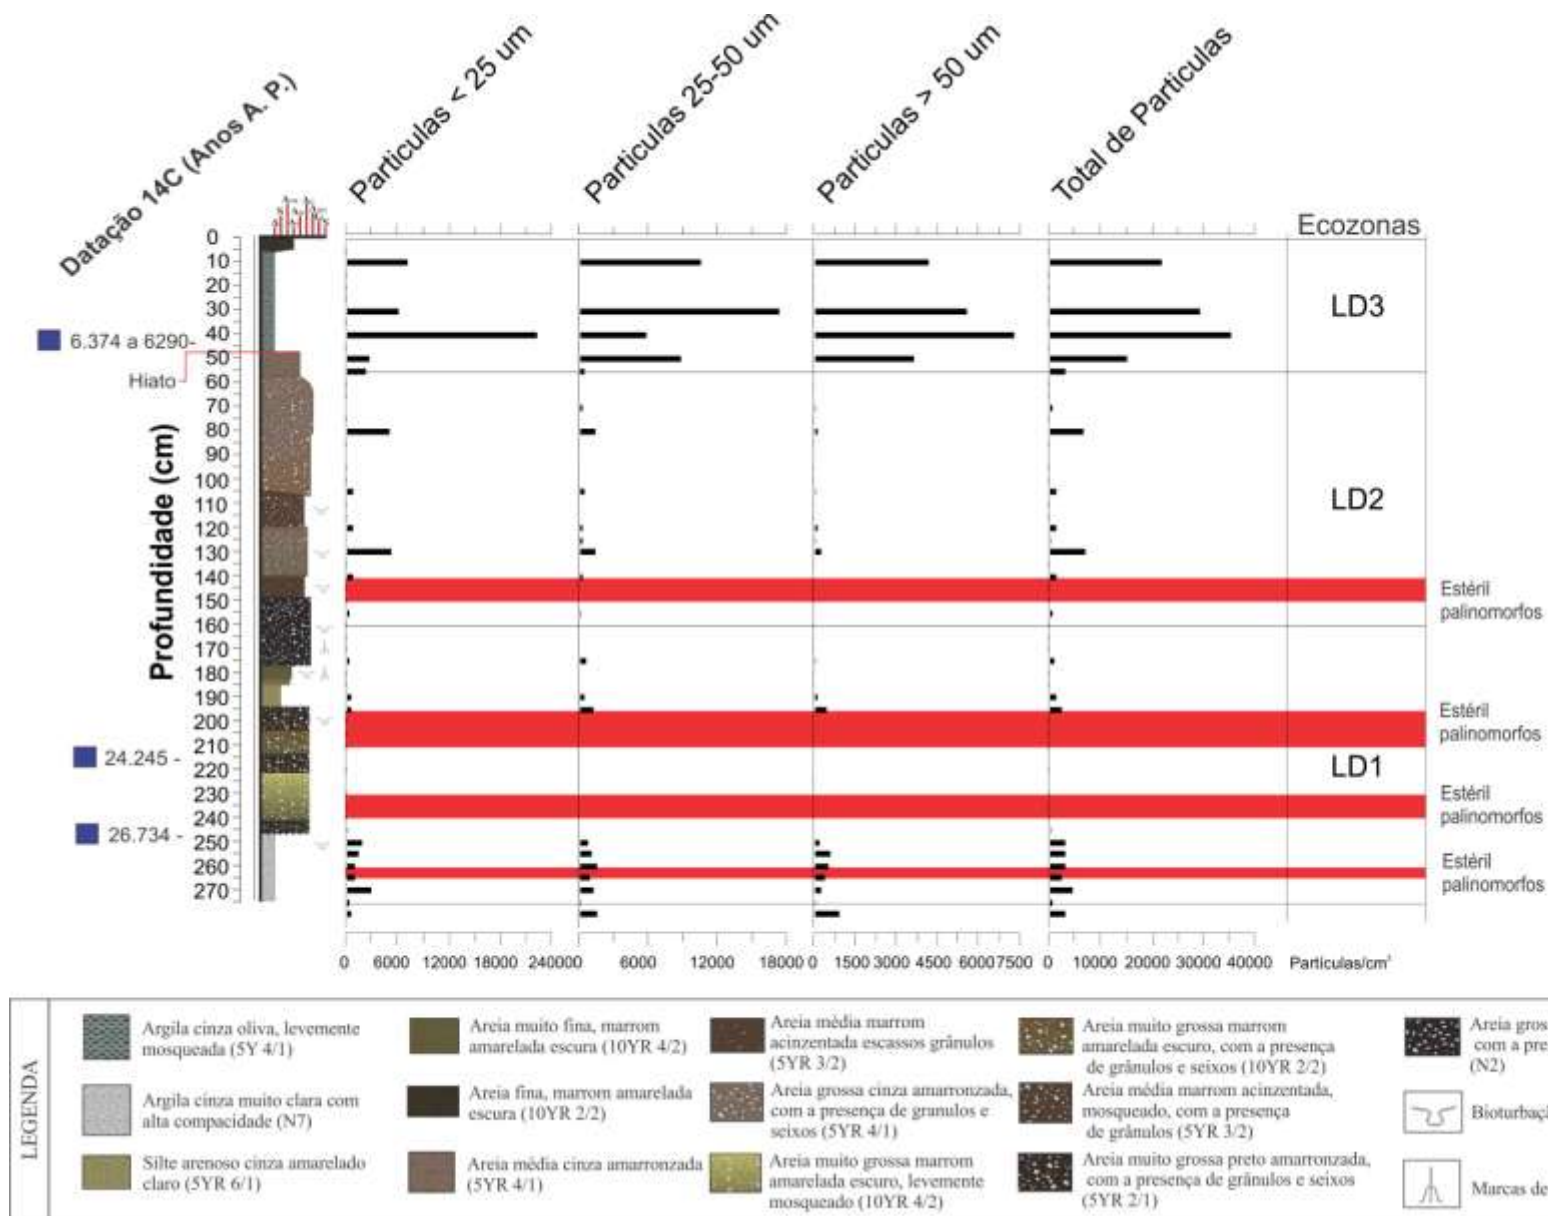 Datação 14C (Anos A. P.)
Particulas < 25 um
Particulas 25-50 um
Particulas > 50 um
Total de Particulas
Ecozonas
Profundidade (cm)
0
10
20
30
40
50
60
70
80
90
100
110
120
130
140
150
160
170
180
190
200
210
220
230
240
250
260
270
6.374 a 6290-
Hiato
24.245 -
26.734 -
LD3
LD2
LD1
Estéril
palinomorfos
Estéril
palinomorfos
Estéril
palinomorfos
Estéril
palinomorfos
0 6000 12000 18000 24000
0 6000 12000 18000
0 1500 3000 4500 6000 7500
0 10000 20000 30000 40000
Particulas/cm³
LEGENDA
Argila cinza oliva, levemente
mosqueada (5Y 4/1)
Argila cinza muito clara com
alta compacidade (N7)
Silte arenoso cinza amarelado
claro (5YR 6/1)
Areia muito fina, marrom
amarelada escura (10YR 4/2)
Areia fina, marrom amarelada
escura (10YR 2/2)
Areia média cinza amarronzada
(5YR 4/1)
Areia média marrom
acinzentada escassos grânulos
(5YR 3/2)
Areia grossa cinza amarronzada,
com a presença de granulos e
seixos (5YR 4/1)
Areia muito grossa marrom
amarelada escuro, levemente
mosqueado (10YR 4/2)
Areia muito grossa marrom
amarelada escuro, com a presença
de grânulos e seixos (10YR 2/2)
Areia média marrom acinzentada,
mosqueado, com a presença
de grânulos (5YR 3/2)
Areia muito grossa preto amarronzada,
com a presença de grânulos e seixos
(5YR 2/1)
Areia gros
com a pre
(N2)
Bioturbaç
Marcas de